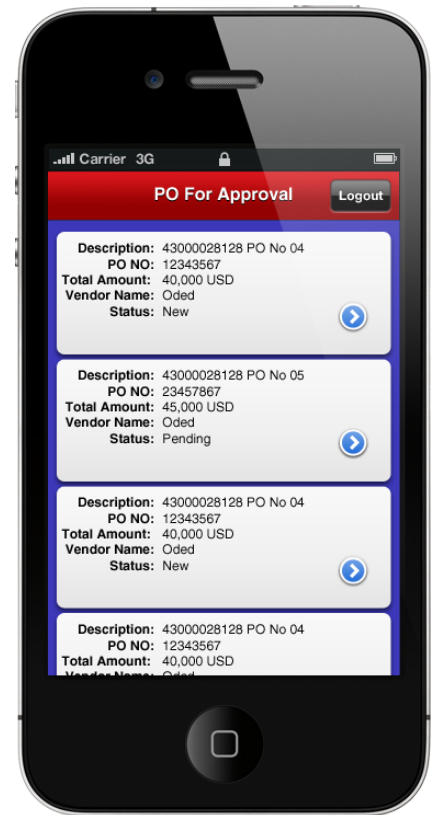 Carrier 3G
PO For Approval
Logout
Description: 43000028128 PO No 04
PO NO: 12343567
Total Amount: 40,000 USD
Vendor Name: Oded
Status: New
Description: 43000028128 PO No 05
PO NO: 23457867
Total Amount: 45,000 USD
Vendor Name: Oded
Status: Pending
Description: 43000028128 PO No 04
PO NO: 12343567
Total Amount: 40,000 USD
Vendor Name: Oded
Status: New
Description: 43000028128 PO No 04
PO NO: 12343567
Total Amount: 40,000 USD
Vendor Name: Oded